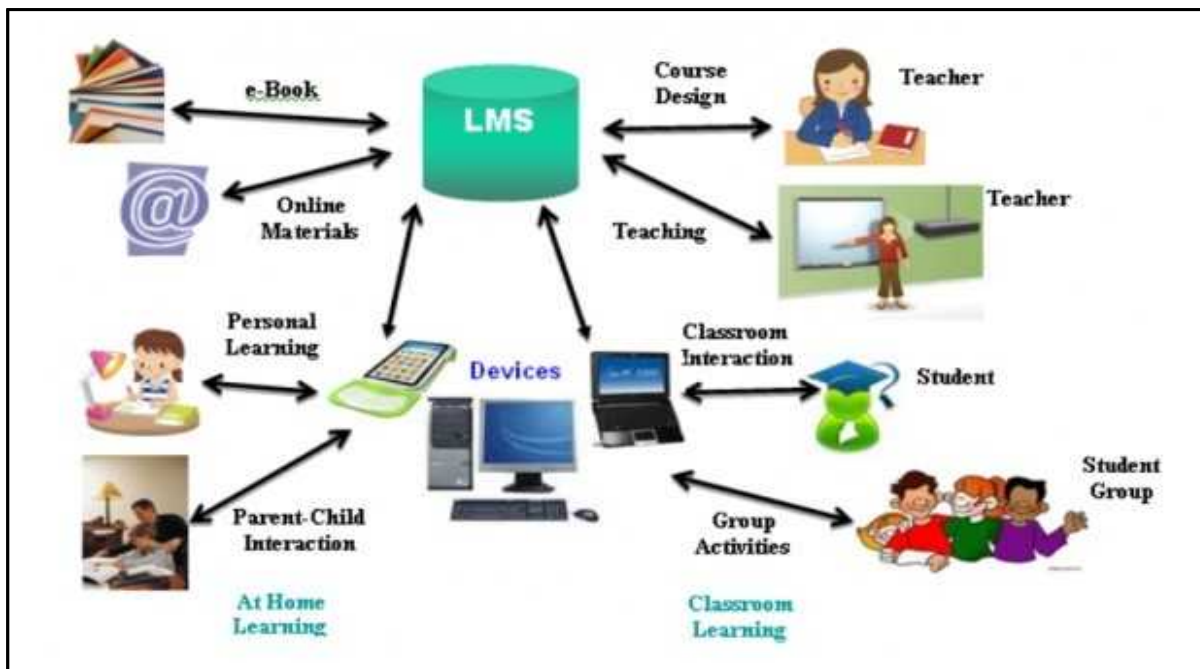 e-Book
LMS
Course
Design
Teacher
Online
Materials
Teaching
Teacher
Personal
Learning
Devices
Classroom
Interaction
Student
Parent-Child
Interaction
Group
Activities
Student
Group
At Home
Learning
Classroom
Learning